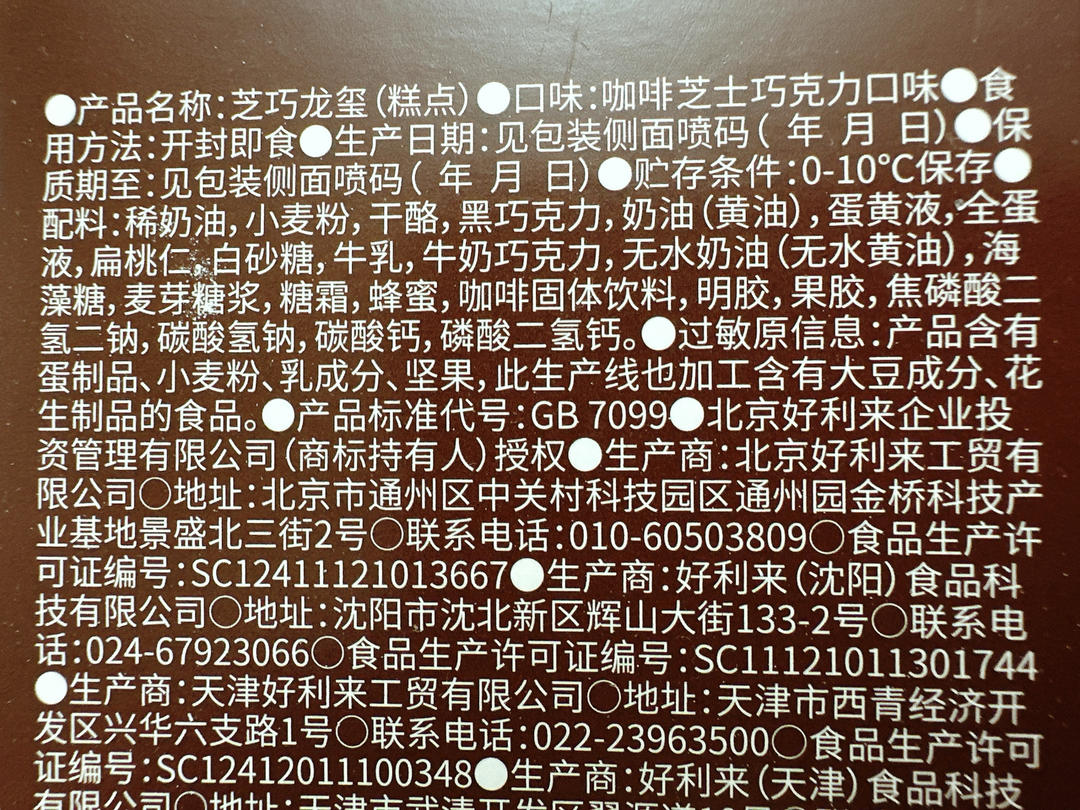 ●产品名称:芝巧龙玺(糕点)●口味:咖啡芝士巧克力口味●食
用方法:开封即食●生产日期:见包装侧面喷码( 年 月 日)●保
质期至:见包装侧面喷码( 年 月 日)●贮存条件:0-10℃保存●
配料:稀奶油,小麦粉,干酪,黑巧克力,奶油(黄油),蛋黄液,全蛋
液,扁桃仁,白砂糖,牛乳,牛奶巧克力,无水奶油(无水黄油),海
藻糖,麦芽糖浆,糖霜,蜂蜜,咖啡固体饮料,明胶,果胶,焦磷酸二
氢二钠,碳酸氢钠,碳酸钙,磷酸二氢钙。●过敏原信息:产品含有
蛋制品、小麦粉、乳成分、坚果,此生产线也加工含有大豆成分、花
生制品的食品。●产品标准代号:GB 7099●北京好利来企业投
资管理有限公司(商标持有人)授权●生产商:北京好利来工贸有
限公司○地址:北京市通州区中关村科技园区通州园金桥科技产
业基地景盛北三街2号○联系电话:010-60503809○食品生产许
可证编号:SC12411121013667●生产商:好利来(沈阳)食品科
技有限公司○地址:沈阳市沈北新区辉山大街133-2号○联系电
话:024-67923066○食品生产许可证编号:SC11121011301744
●生产商:天津好利来工贸有限公司○地址:天津市西青经济开
发区兴华六支路1号○联系电话:022-23963500○食品生产许可
证编号:SC12412011100348●生产商:好利来(天津)食品科技
有限公司○地址:天津市武清开发区翠源道